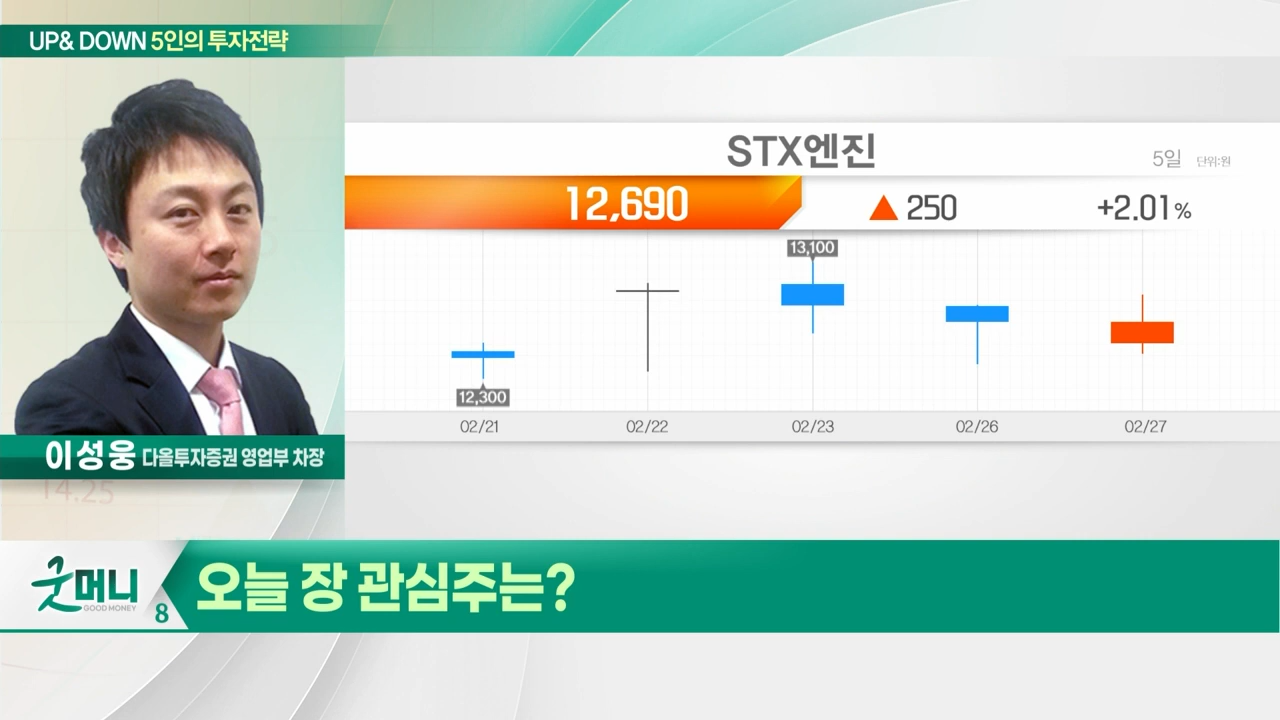 UP& DOWN 5인의 투자전략
STX엔진
5일 단위:원
12,690 ▲ 250 +2.01%
13,100
12,300
02/21 02/22 02/23 02/26 02/27
이성웅 다올투자증권 영업부 차장
14.25
굿머니
GOOD MONEY
8
오늘 장 관심주는?